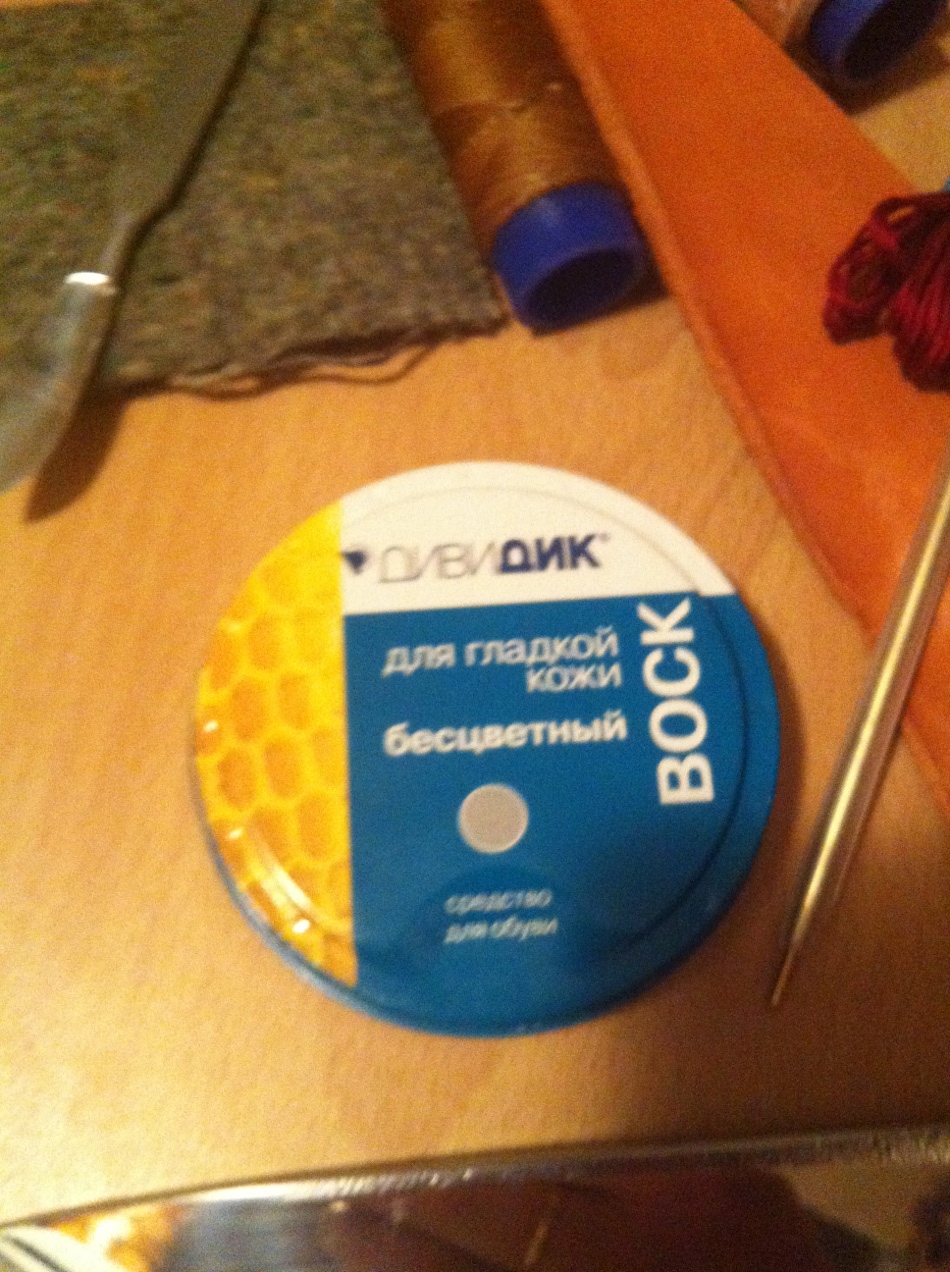 ДИВИДИК
для гладкой
кожи
бесцветный
ВОСК
средство
для обуви